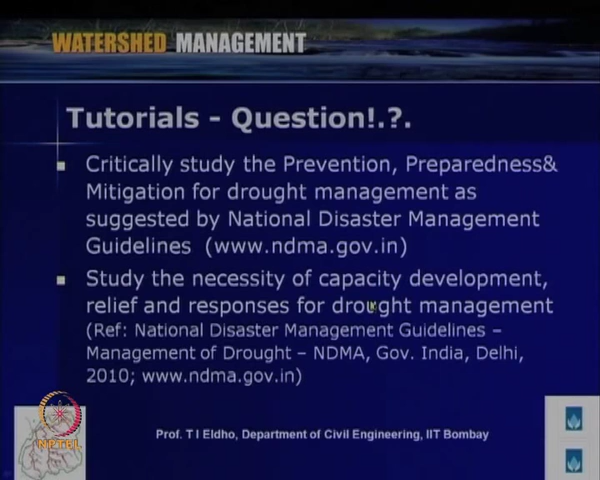 WATERSHED MANAGEMENT
Tutorials - Question!.?.
Critically study the Prevention, Preparedness&
Mitigation for drought management as
suggested by National Disaster Management
Guidelines (www.ndma.gov.in)
Study the necessity of capacity development,
relief and responses for drought management
(Ref: National Disaster Management Guidelines –
Management of Drought – NDMA, Gov. India, Delhi,
2010; www.ndma.gov.in)
Prof. T I Eldho, Department of Civil Engineering, IIT Bombay
NPTEL